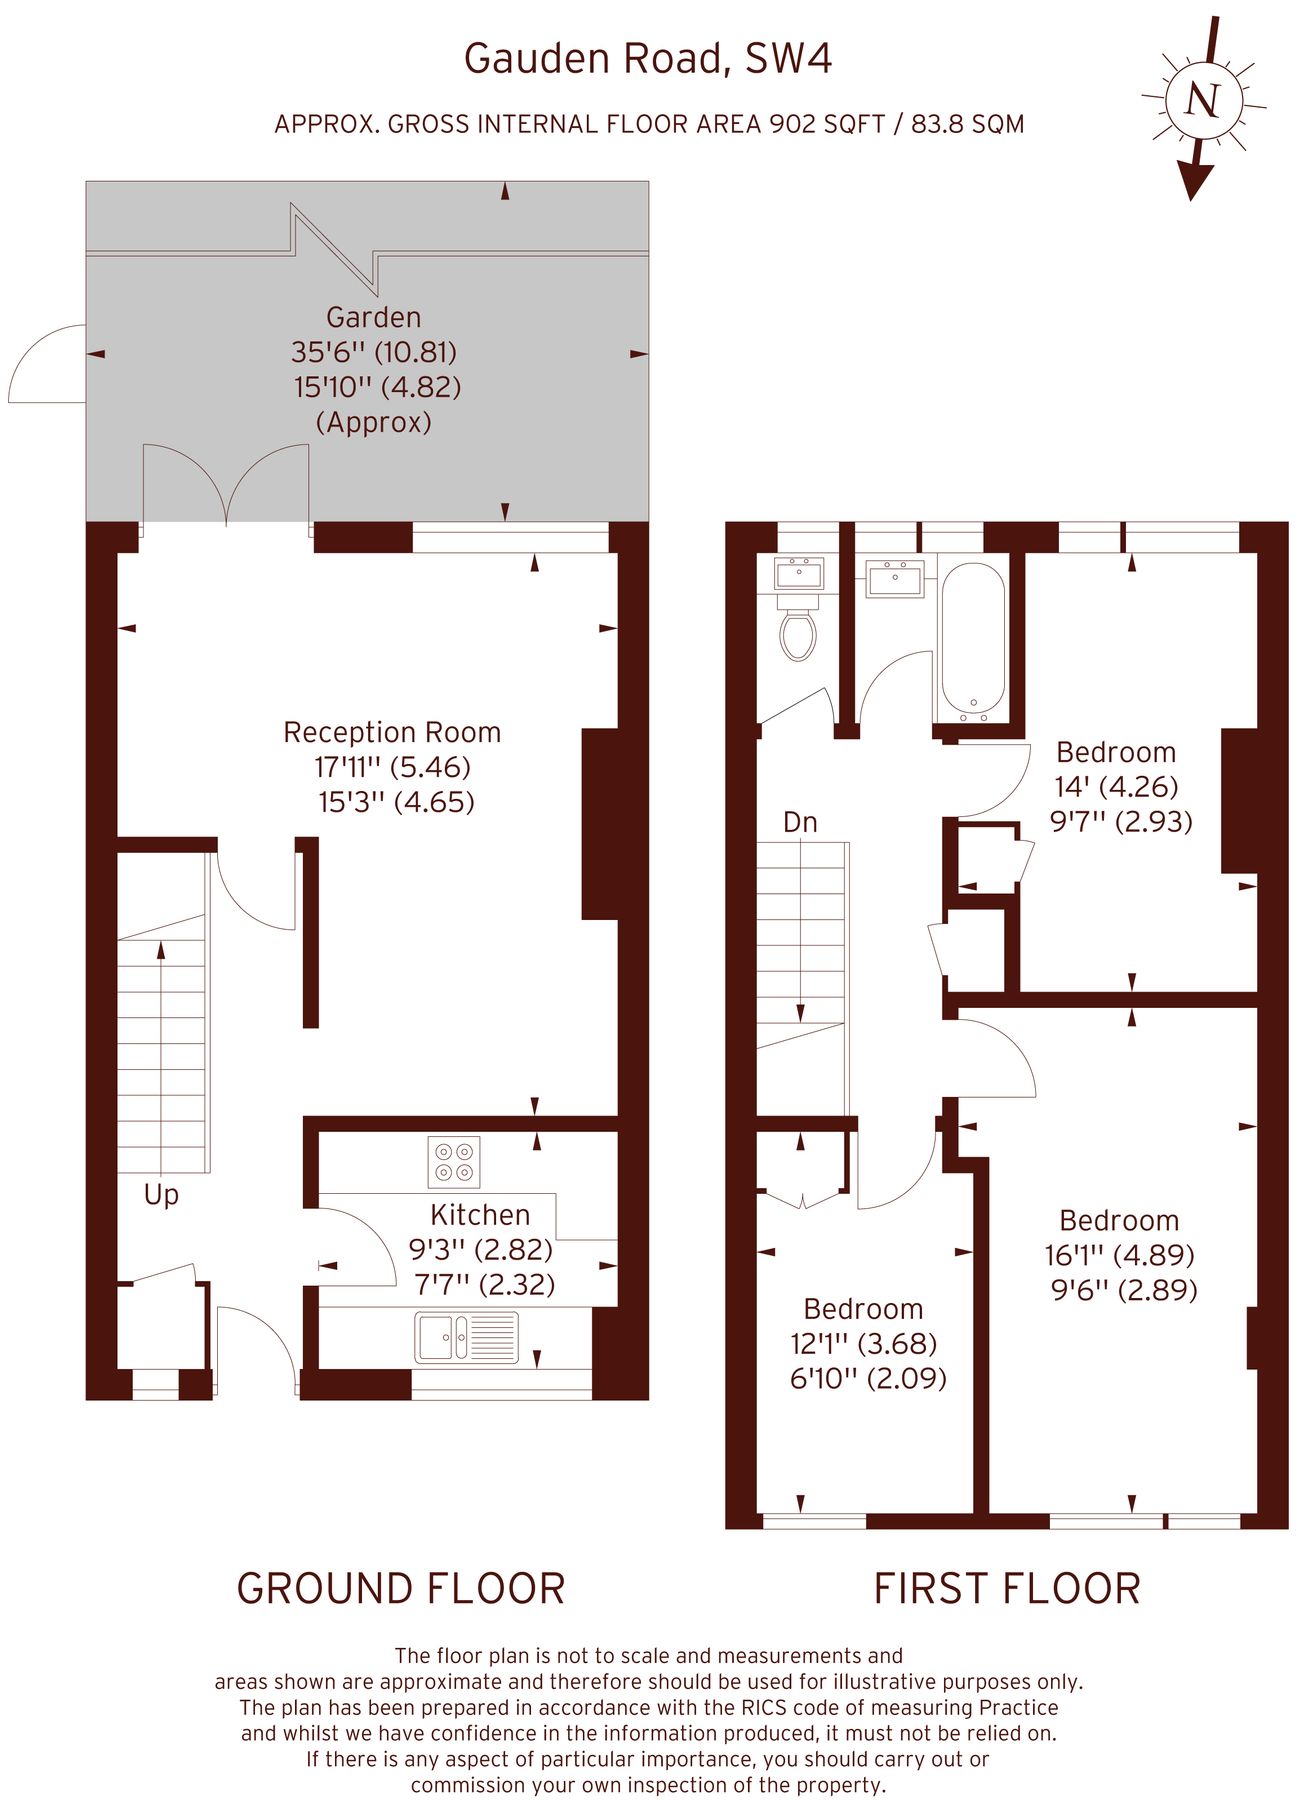 Gauden Road, SW4
APPROX. GROSS INTERNAL FLOOR AREA 902 SQFT / 83.8 SQM
N
Garden
35'6'' (10.81)
15'10'' (4.82)
(Approx)
Reception Room
17'11'' (5.46)
15'3'' (4.65)
Up
Kitchen
9'3'' (2.82)
7'7'' (2.32)
Dn
Bedroom
14' (4.26)
9'7'' (2.93)
Bedroom
16'1'' (4.89)
9'6'' (2.89)
Bedroom
12'1'' (3.68)
6'10'' (2.09)
GROUND FLOOR
FIRST FLOOR
The floor plan is not to scale and measurements and
areas shown are approximate and therefore should be used for illustrative purposes only.
The plan has been prepared in accordance with the RICS code of measuring Practice
and whilst we have confidence in the information produced, it must not be relied on.
If there is any aspect of particular importance, you should carry out or
commission your own inspection of the property.